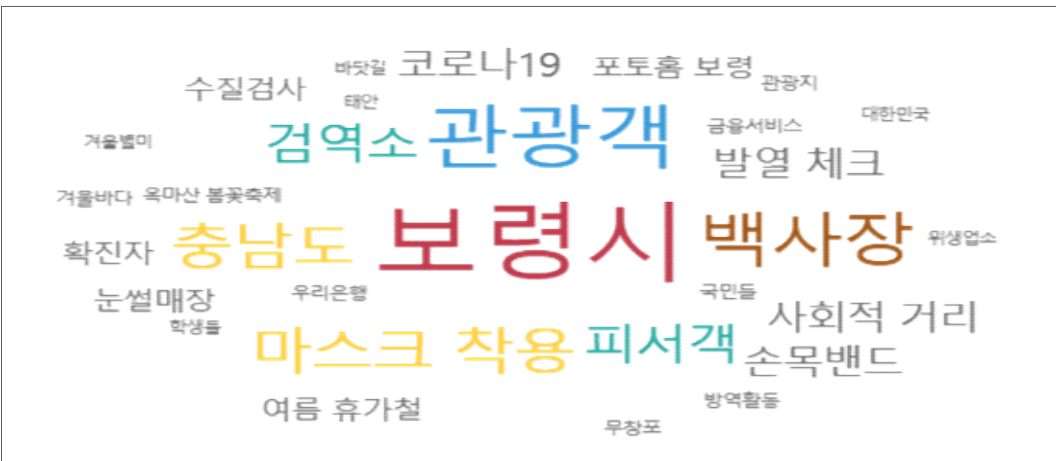 바닷길 코로나19 포토홈 보령
수질검사 태안 관광지
겨울별미 검역소 관광객 금융서비스 대한민국
발열 체크
겨울바다 옥마산 봄꽃축제
확진자 충남도 보령시 백사장 위생업소
눈썰매장 우리은행 국민들
학생들 사회적 거리
마스크 착용 피서객 손목밴드
여름 휴가철 방역활동
무창포